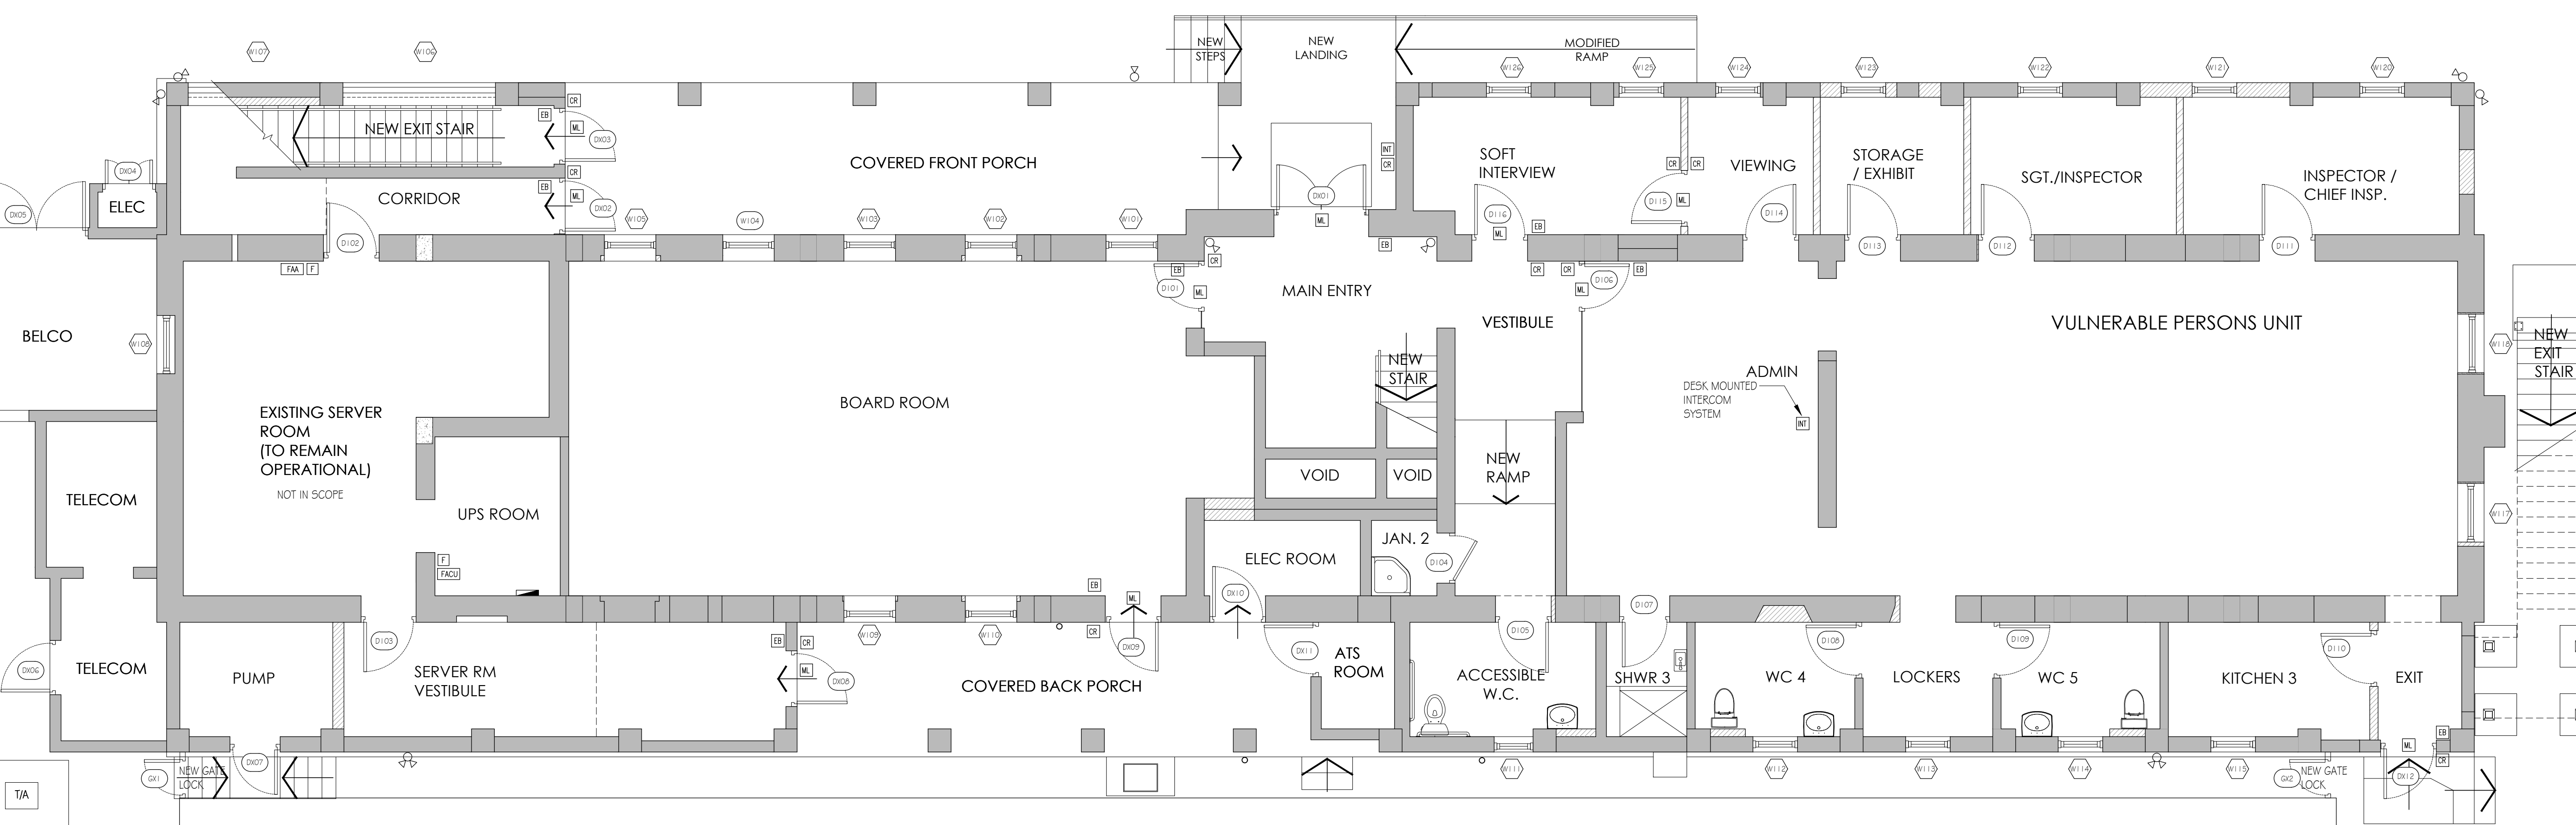 W107
W106
NEW
STEPS
NEW
LANDING
MODIFIED
RAMP
W126
W125
W124
W123
W122
W121
W120
CR
EB
ML
DX03
NEW EXIT STAIR
COVERED FRONT PORCH
INT
CR
SOFT
INTERVIEW
CR
CR
VIEWING
STORAGE
/ EXHIBIT
SGT./INSPECTOR
INSPECTOR /
CHIEF INSP.
DX04
ELEC
DX05
CORRIDOR
CR
EB
ML
DX02
DX01
ML
D116
ML
EB
D115
ML
D114
D113
D112
D111
W105
W104
W103
W102
W101
D102
FAA
F
EB
CR
EB
D101
ML
MAIN ENTRY
CR
CR
EB
ML
D106
VESTIBULE
VULNERABLE PERSONS UNIT
BELCO
W108
W118
NEW
EXIT
STAIR
NEW
STAIR
ADMIN
DESK MOUNTED
INTERCOM
SYSTEM
INT
BOARD ROOM
EXISTING SERVER
ROOM
(TO REMAIN
OPERATIONAL)
NOT IN SCOPE
NEW
RAMP
VOID
VOID
TELECOM
UPS ROOM
W117
F
FACU
ELEC ROOM
JAN. 2
D104
EB
ML
CR
DX10
DX09
D103
W109
W110
EB
CR
ML
DX08
DX11
ATS
ROOM
D105
D107
D108
D109
D110
DX06
TELECOM
PUMP
SERVER RM
VESTIBULE
COVERED BACK PORCH
ACCESSIBLE
W.C.
SHWR 3
WC 4
LOCKERS
WC 5
KITCHEN 3
EXIT
EB
ML
CR
GX1
NEW GATE
LOCK
DX07
W111
W112
W113
W114
W115
GX2
NEW GATE
LOCK
DX12
T/A